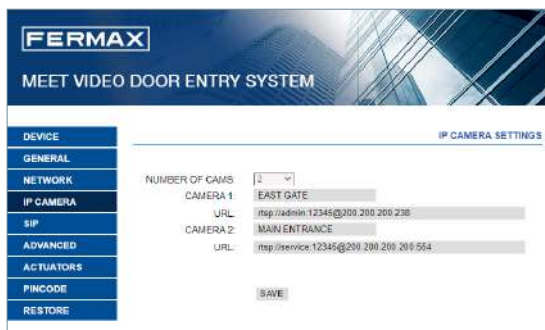 FERMAX
MEET VIDEO DOOR ENTRY SYSTEM
DEVICE
GENERAL
NETWORK
IP CAMERA
SIP
ADVANCED
ACTUATORS
PINCODE
RESTORE
IP CAMERA SETTINGS
NUMBER OF CAMS: 2
CAMERA 1: EAST GATE
URL: rtsp://admin:12345@200.200.200.238
CAMERA 2: MAIN ENTRANCE
URL: rtsp://service:12345@200.200.200.200:554
SAVE